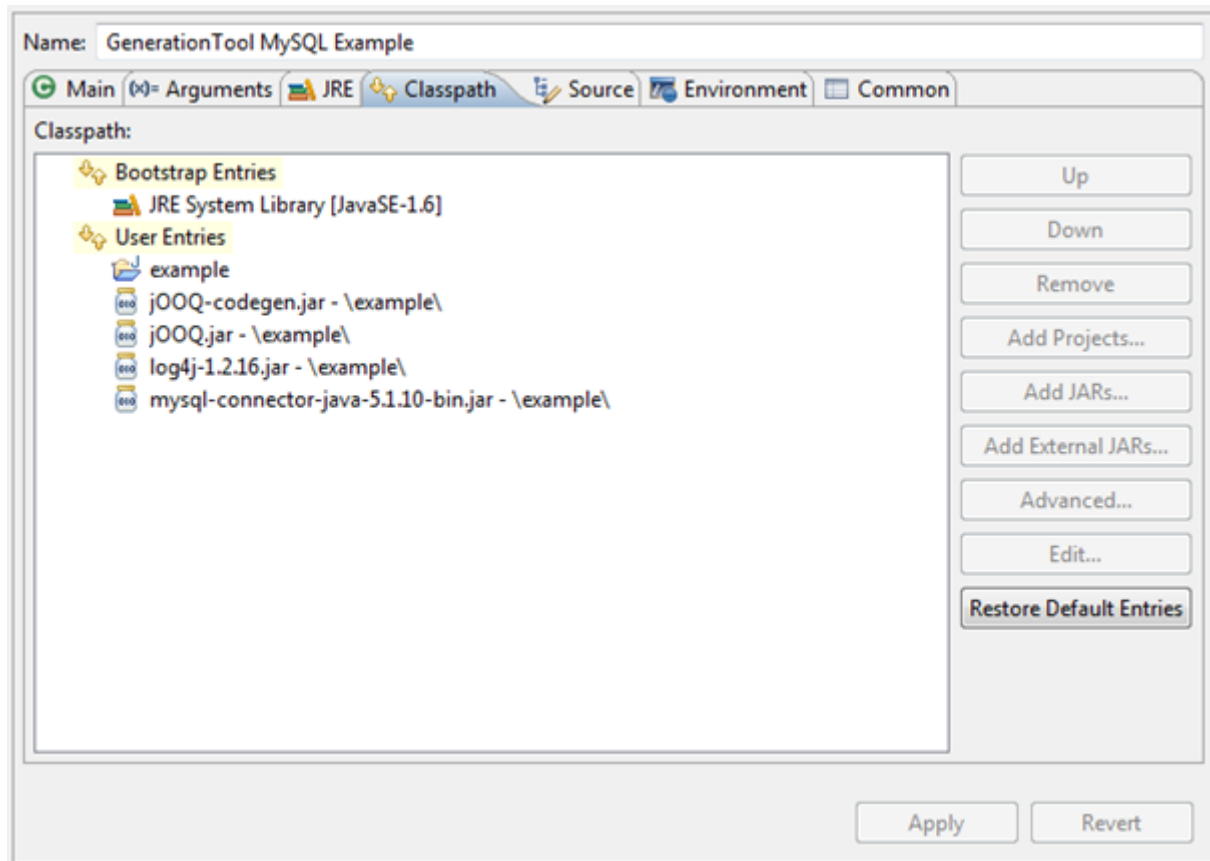 Name: GenerationTool MySQL Example
Main (x)= Arguments JRE Classpath Source Environment Common
Classpath:
Bootstrap Entries
JRE System Library [JavaSE-1.6]
User Entries
example
jOOQ-codegen.jar - \example\
jOOQ.jar - \example\
log4j-1.2.16.jar - \example\
mysql-connector-java-5.1.10-bin.jar - \example\
Up
Down
Remove
Add Projects...
Add JARs...
Add External JARs...
Advanced...
Edit...
Restore Default Entries
Apply Revert